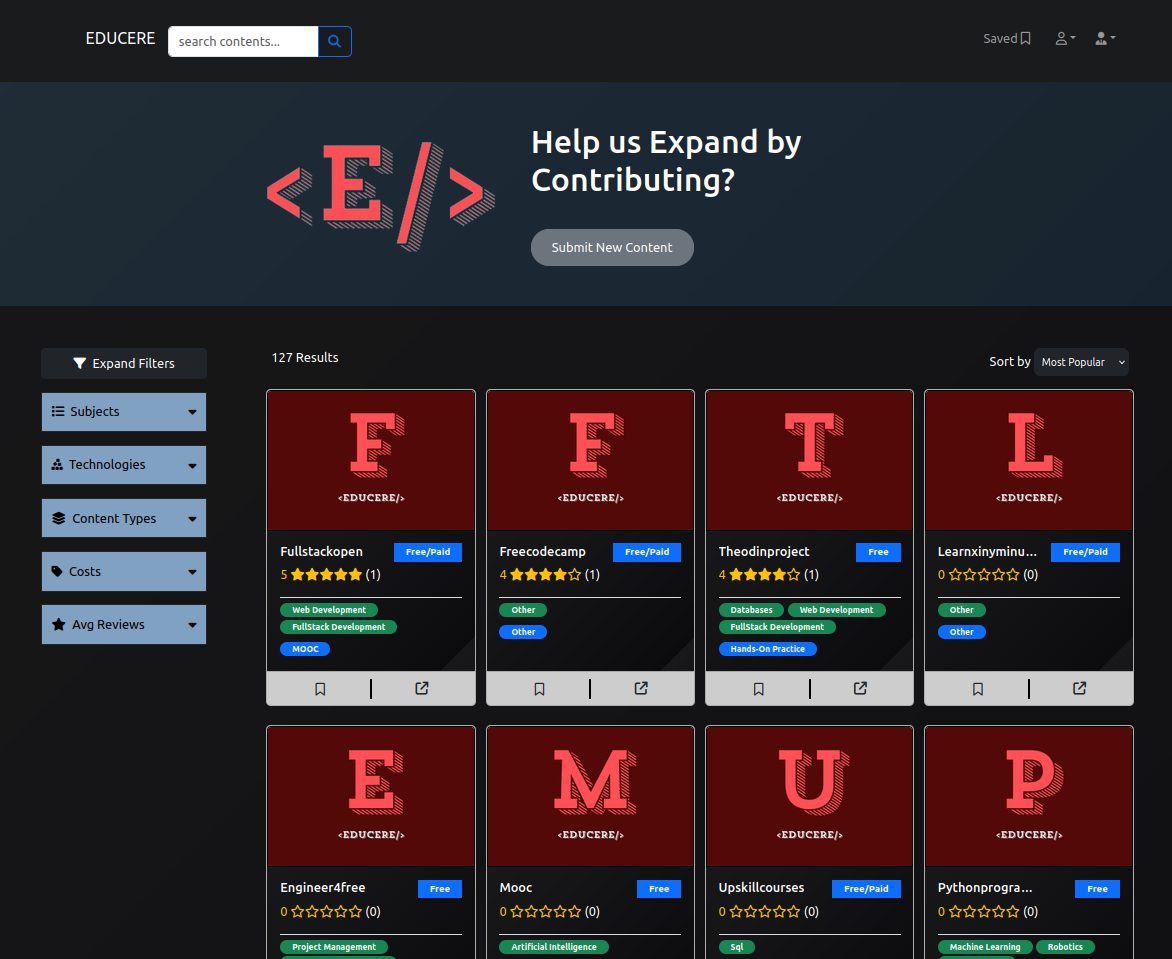 EDUCERE
search contents...
Saved
<E/>
Help us Expand by
Contributing?
Submit New Content
Expand Filters
Subjects
Technologies
Content Types
Costs
Avg Reviews
127 Results
Sort by Most Popular
F
<EDUCERE/>
Fullstackopen Free/Paid
5 (1)
Web Development
FullStack Development
MOOC
F
<EDUCERE/>
Freecodecamp Free/Paid
4 (1)
Other
Other
T
<EDUCERE/>
Theodinproject Free
4 (1)
Databases Web Development
FullStack Development
Hands-On Practice
L
<EDUCERE/>
Learnxinyminu... Free/Paid
0 (0)
Other
Other
E
<EDUCERE/>
Engineer4free Free
0 (0)
Project Management
M
<EDUCERE/>
Mooc Free
0 (0)
Artificial Intelligence
U
<EDUCERE/>
Upskillcourses Free/Paid
0 (0)
Sql
P
<EDUCERE/>
Pythonprogra... Free
0 (0)
Machine Learning Robotics